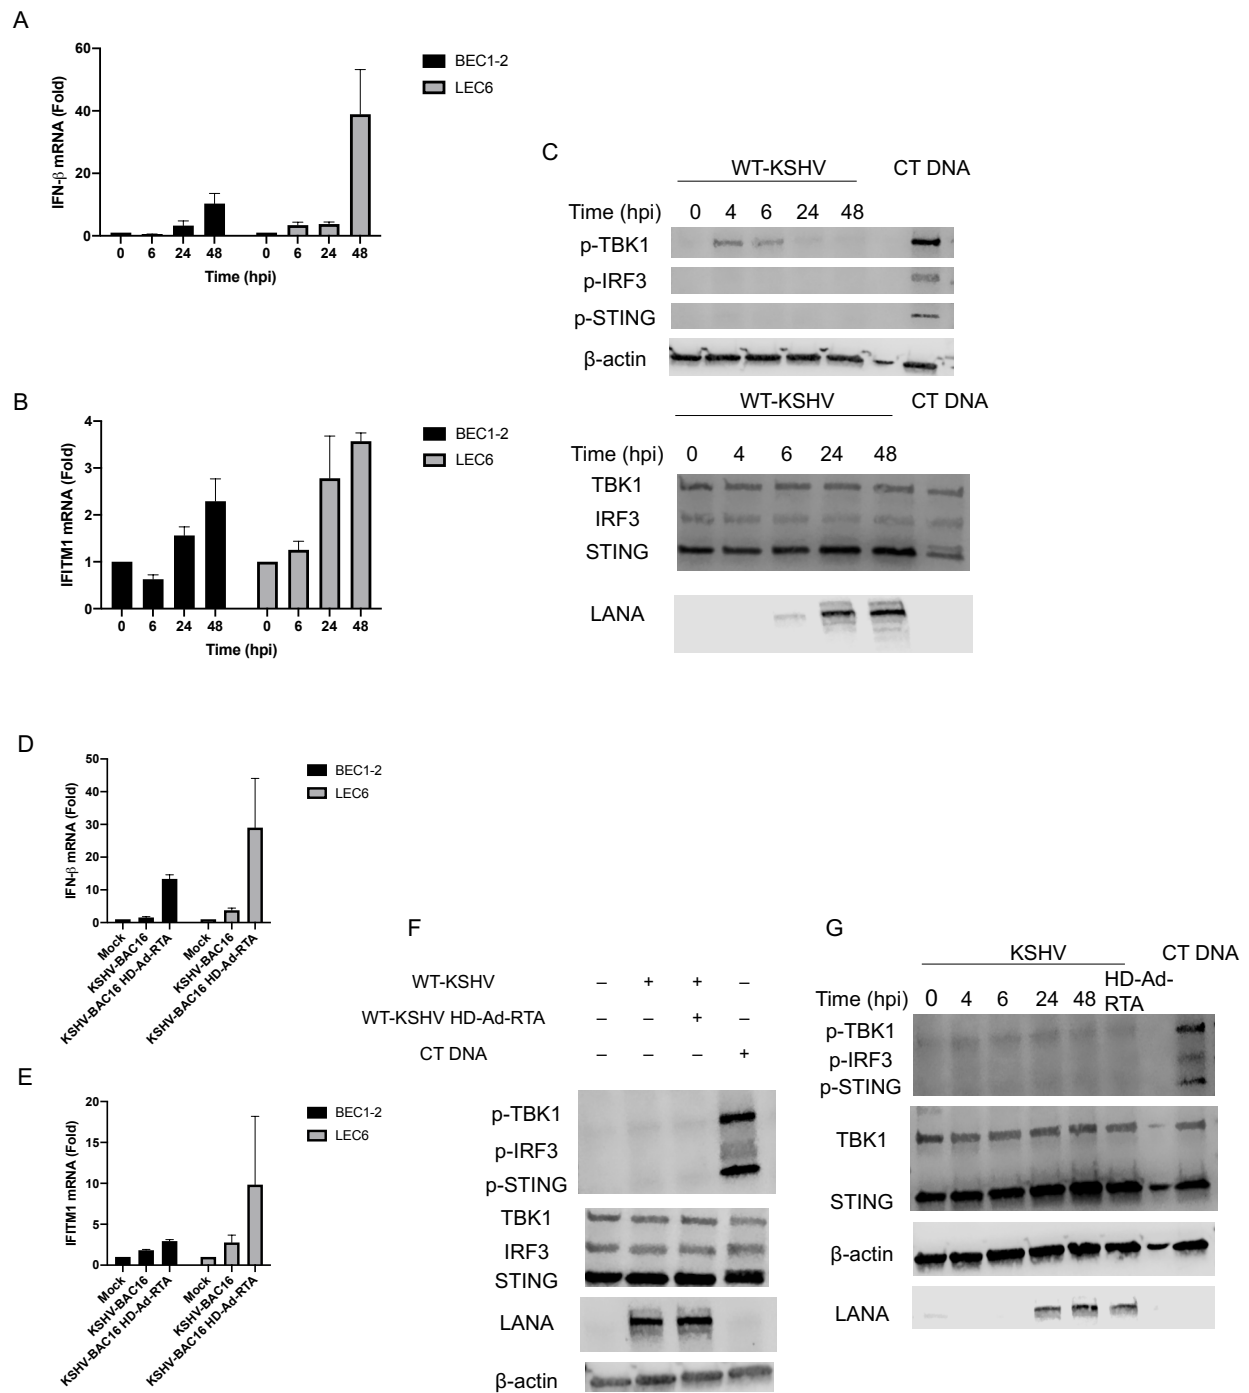 A
60
40
20
0
IFN-β mRNA (Fold)
0 6 24 48 0 6 24 48
Time (hpi)
BEC1-2
LEC6
B
4
3
2
1
0
IFITM1 mRNA (Fold)
0 6 24 48 0 6 24 48
Time (hpi)
BEC1-2
LEC6
C
WT-KSHV CT DNA
Time (hpi) 0 4 6 24 48
p-TBK1
p-IRF3
p-STING
β-actin
WT-KSHV CT DNA
Time (hpi) 0 4 6 24 48
TBK1
IRF3
STING
LANA
D
50
40
30
20
10
0
IFN-β mRNA (Fold)
Mock
KSHV-BAC16
KSHV-BAC16 HD-Ad-RTA
Mock
KSHV-BAC16
KSHV-BAC16 HD-Ad-RTA
BEC1-2
LEC6
E
20
15
10
5
0
IFITM1 mRNA (Fold)
Mock
KSHV-BAC16
KSHV-BAC16 HD-Ad-RTA
Mock
KSHV-BAC16
KSHV-BAC16 HD-Ad-RTA
BEC1-2
LEC6
F
WT-KSHV – + + –
WT-KSHV HD-Ad-RTA – – + –
CT DNA – – – +
p-TBK1
p-IRF3
p-STING
TBK1
IRF3
STING
LANA
β-actin
G
KSHV CT DNA
Time (hpi) 0 4 6 24 48 HD-Ad-
RTA
p-TBK1
p-IRF3
p-STING
TBK1
STING
β-actin
LANA